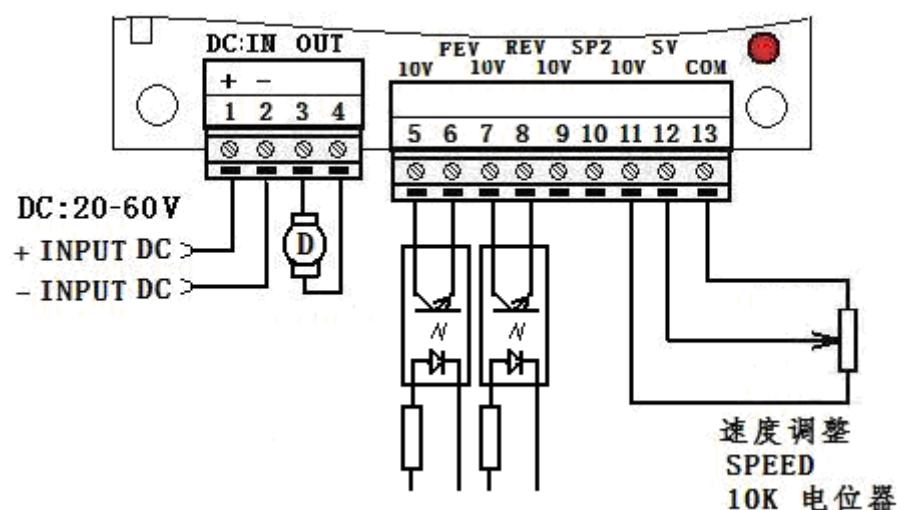 DC:IN OUT
FEV REV SP2 SV
10V 10V 10V 10V COM
+ −
1 2 3 4
5 6 7 8 9 10 11 12 13
DC:20-60V
+ INPUT DC
D
− INPUT DC
速度调整
SPEED
10K 电位器